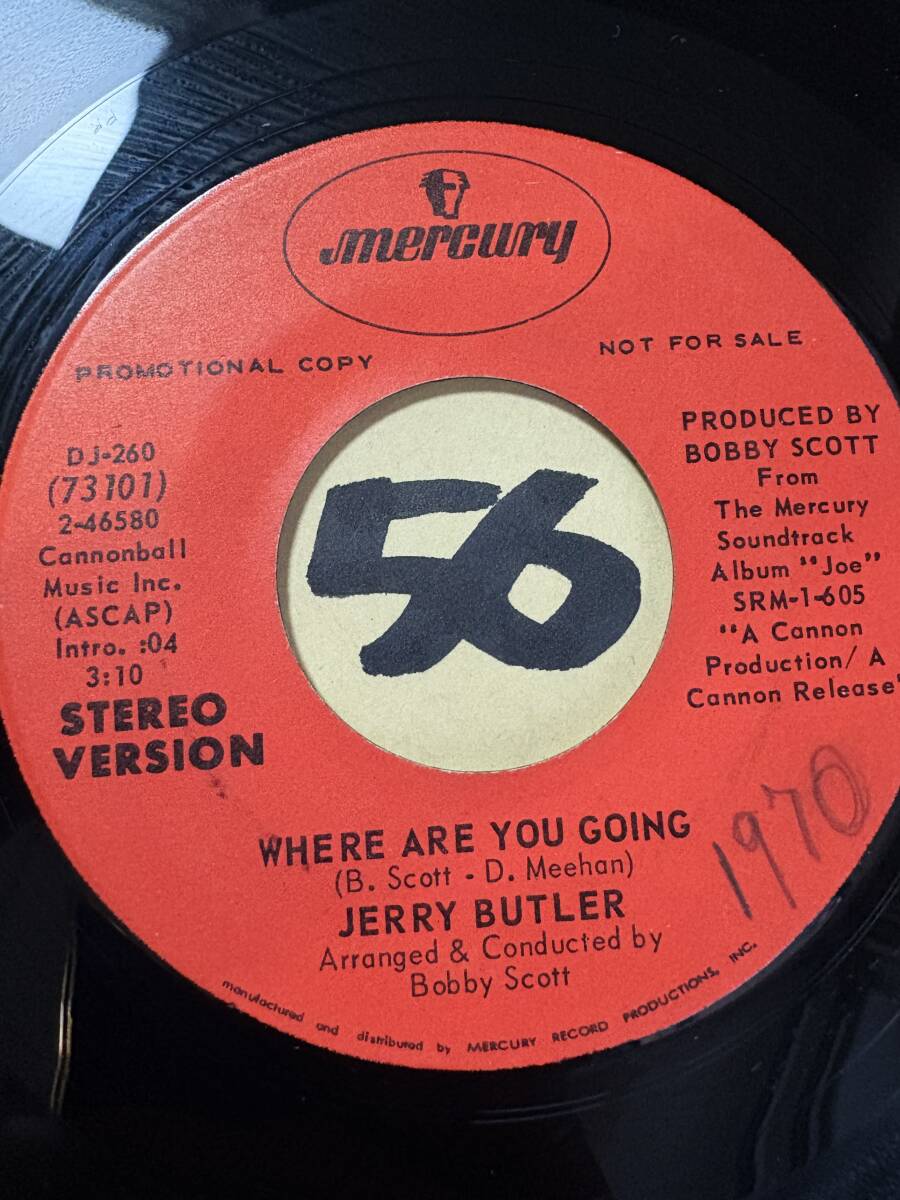 mercury
PROMOTIONAL COPY
NOT FOR SALE
DJ-260
(73101)
2-46580
Cannonball
Music Inc.
(ASCAP)
Intro. :04
3:10
STEREO
VERSION
PRODUCED BY
BOBBY SCOTT
From
The Mercury
Soundtrack
Album "Joe"
SRM-1-605
"A Cannon
Production/ A
Cannon Release"
56
WHERE ARE YOU GOING
(B. Scott - D. Meehan)
JERRY BUTLER
Arranged & Conducted by
Bobby Scott
1970
manufactured and distributed by MERCURY RECORD PRODUCTIONS, INC.